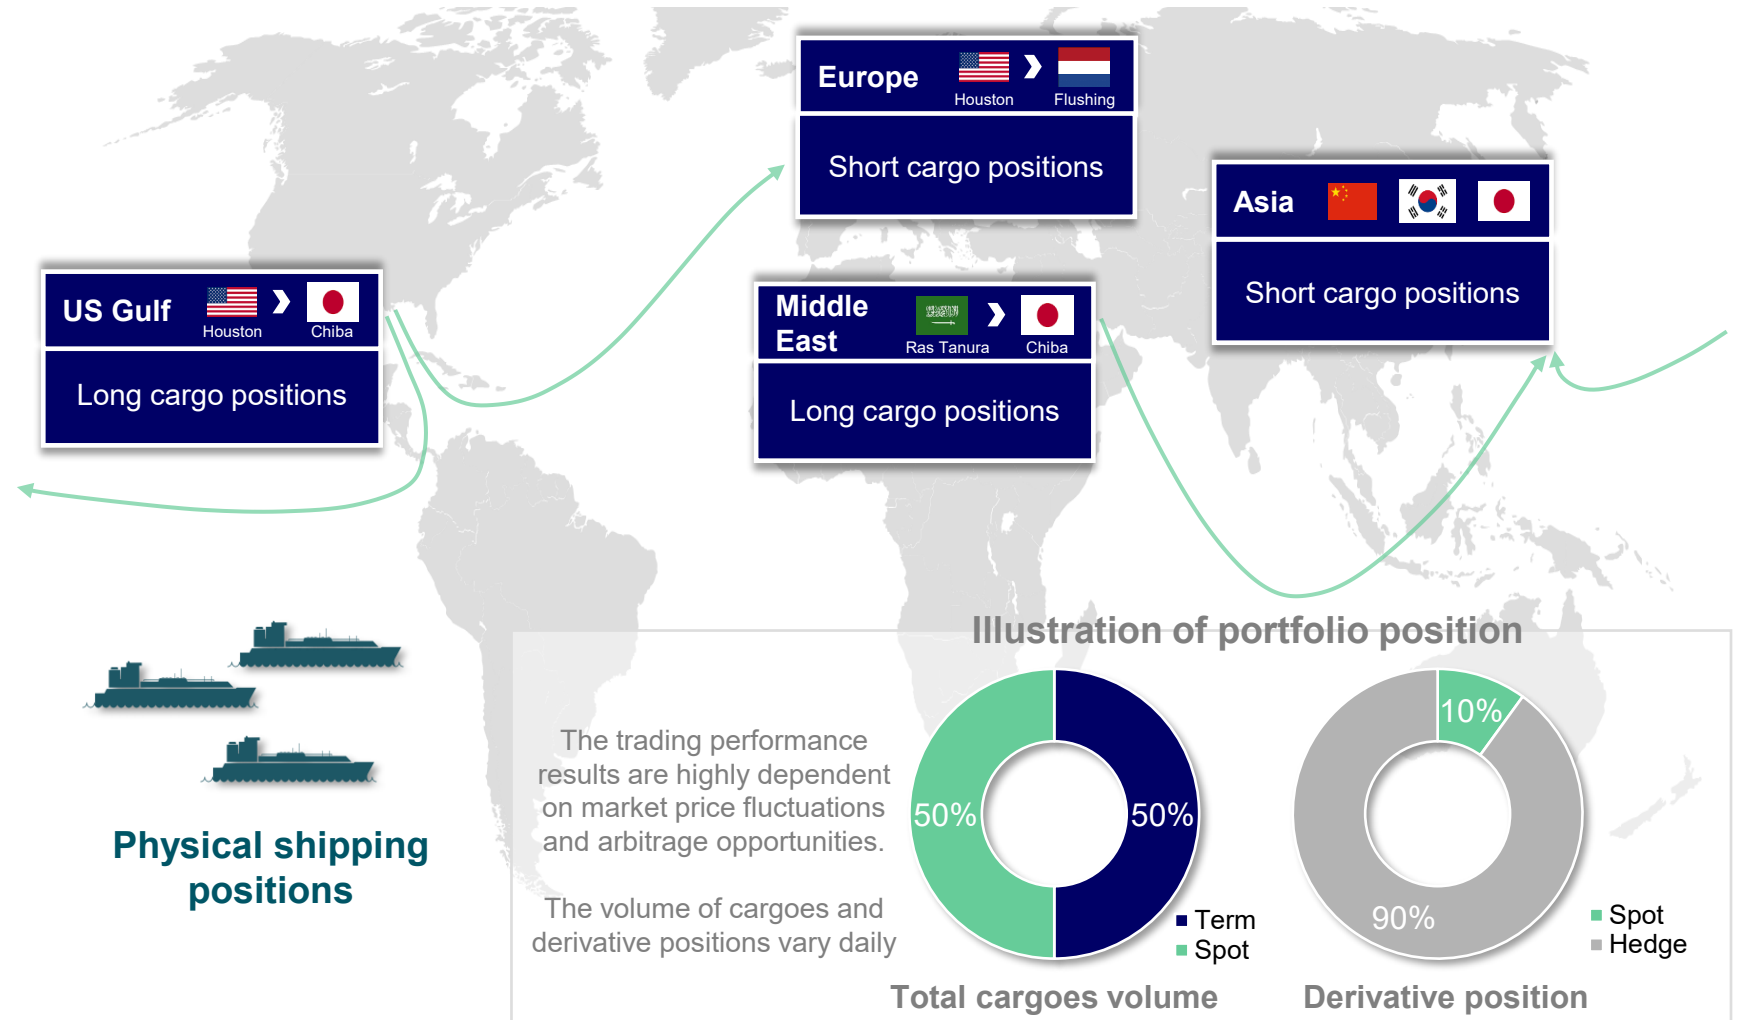 Europe
Houston
Flushing
Short cargo positions
Asia
Short cargo positions
US Gulf
Houston
Chiba
Long cargo positions
Middle
East
Ras Tanura
Chiba
Long cargo positions
Physical shipping
positions
Illustration of portfolio position
The trading performance
results are highly dependent
on market price fluctuations
and arbitrage opportunities.
The volume of cargoes and
derivative positions vary daily
50%
50%
Term
Spot
Total cargoes volume
10%
90%
Spot
Hedge
Derivative position